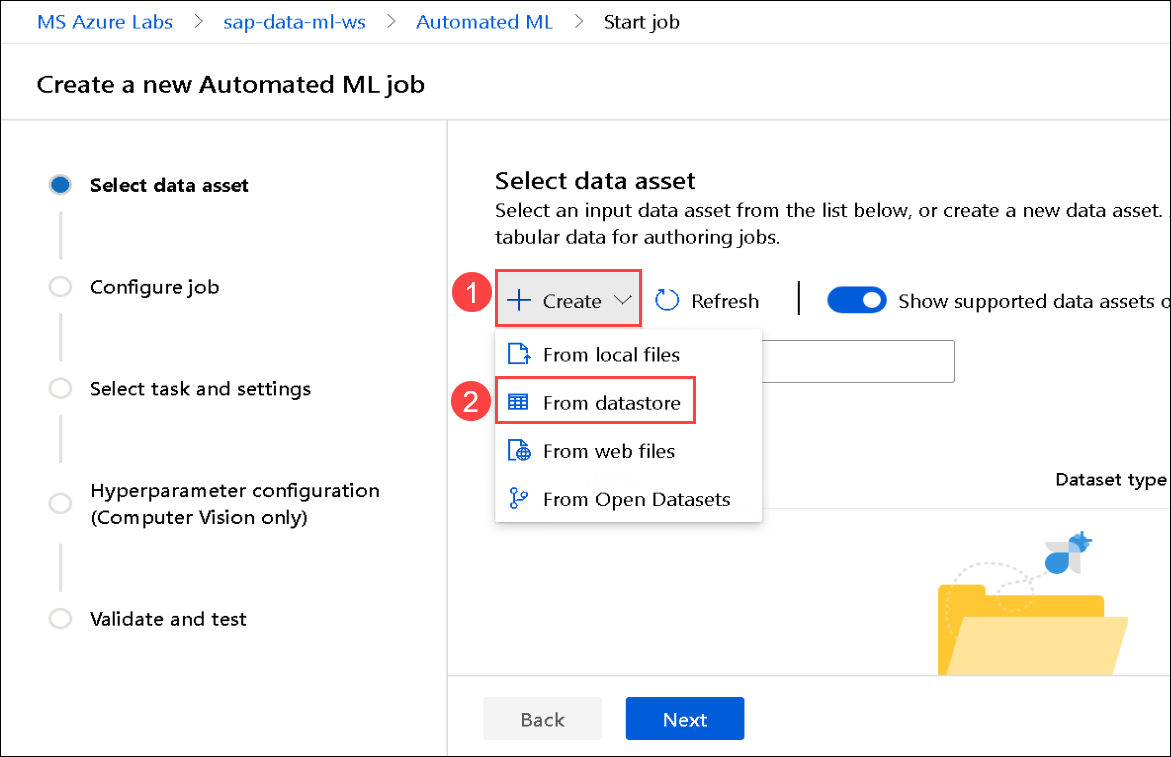 MS Azure Labs > sap-data-ml-ws > Automated ML > Start job
Create a new Automated ML job
Select data asset
Configure job
Select task and settings
Hyperparameter configuration
(Computer Vision only)
Validate and test
Select data asset
Select an input data asset from the list below, or create a new data asset.
tabular data for authoring jobs.
1 + Create Refresh | Show supported data assets
From local files
2 From datastore
From web files
From Open Datasets
Dataset type
Back Next